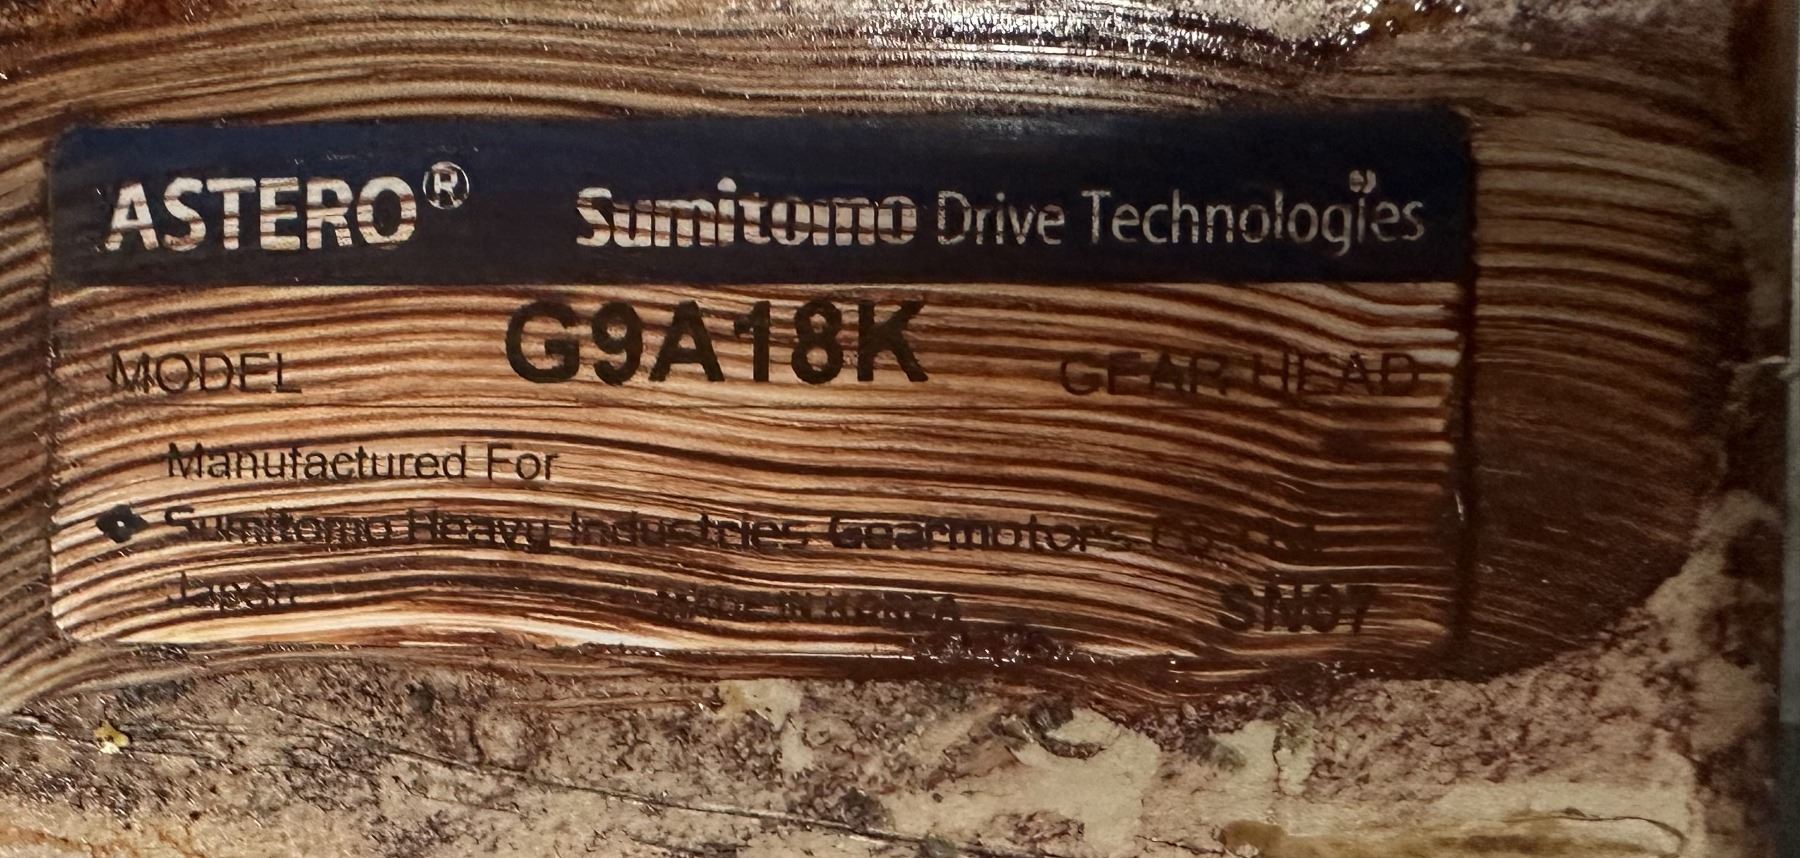 ASTERO® Sumitomo Drive Technologies
MODEL G9A18K GEAR HEAD
Manufactured For
Sumitomo Heavy Industries Gearmotors Co., Ltd.
Japan MADE IN KOREA SN07